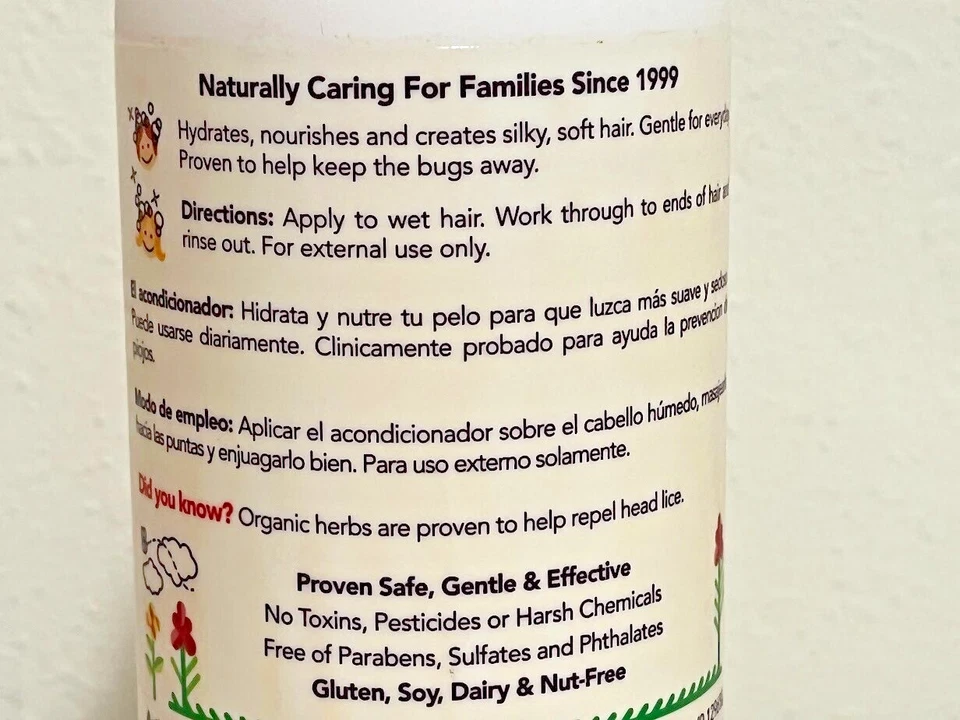 Naturally Caring For Families Since 1999
Hydrates, nourishes and creates silky, soft hair. Gentle for everyday
Proven to help keep the bugs away.
Directions: Apply to wet hair. Work through to ends of hair and
rinse out. For external use only.
El acondicionador: Hidrata y nutre tu pelo para que luzca más suave y
Puede usarse diariamente. Clinicamente probado para ayuda la prevencion
piojos.
Modo de empleo: Aplicar el acondicionador sobre el cabello húmedo,
hacia las puntas y enjuagarlo bien. Para uso externo solamente.
Did you know? Organic herbs are proven to help repel head lice.
Proven Safe, Gentle & Effective
No Toxins, Pesticides or Harsh Chemicals
Free of Parabens, Sulfates and Phthalates
Gluten, Soy, Dairy & Nut-Free